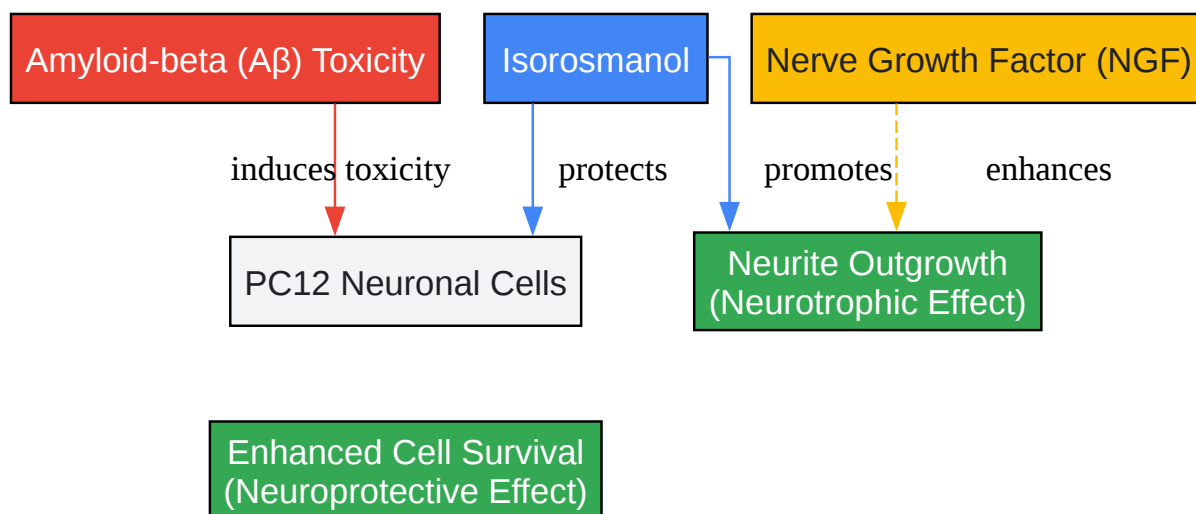 Amyloid-beta (Aβ) Toxicity
Isorosmanol
Nerve Growth Factor (NGF)
induces toxicity
protects
promotes
enhances
PC12 Neuronal Cells
Neurite Outgrowth
(Neurotrophic Effect)
Enhanced Cell Survival
(Neuroprotective Effect)